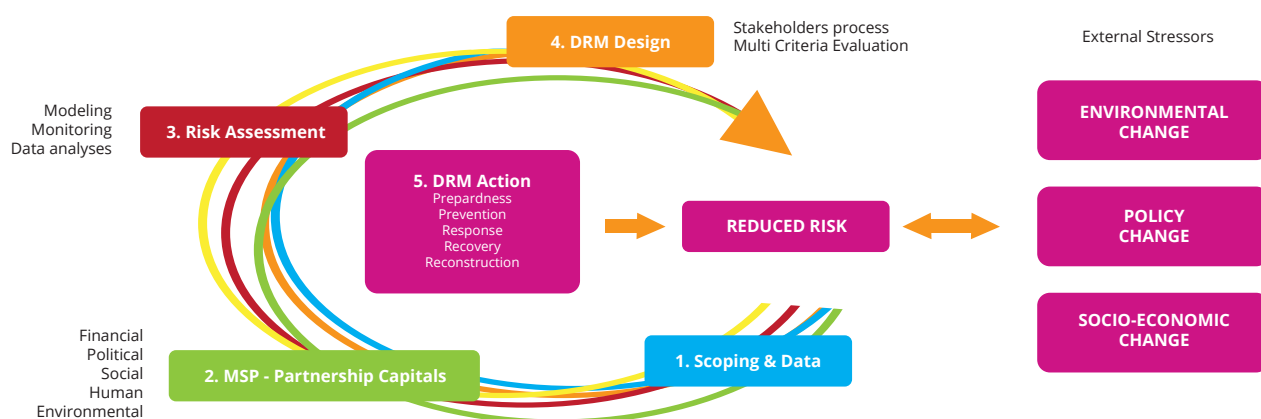 4. DRM Design
Stakeholders process
Multi Criteria Evaluation
External Stressors
Modeling
Monitoring
Data analyses
3. Risk Assessment
ENVIRONMENTAL
CHANGE
5. DRM Action
Prepardness
Prevention
Response
Recovery
Reconstruction
REDUCED RISK
POLICY
CHANGE
SOCIO-ECONOMIC
CHANGE
Financial
Political
Social
Human
Environmental
2. MSP - Partnership Capitals
1. Scoping & Data